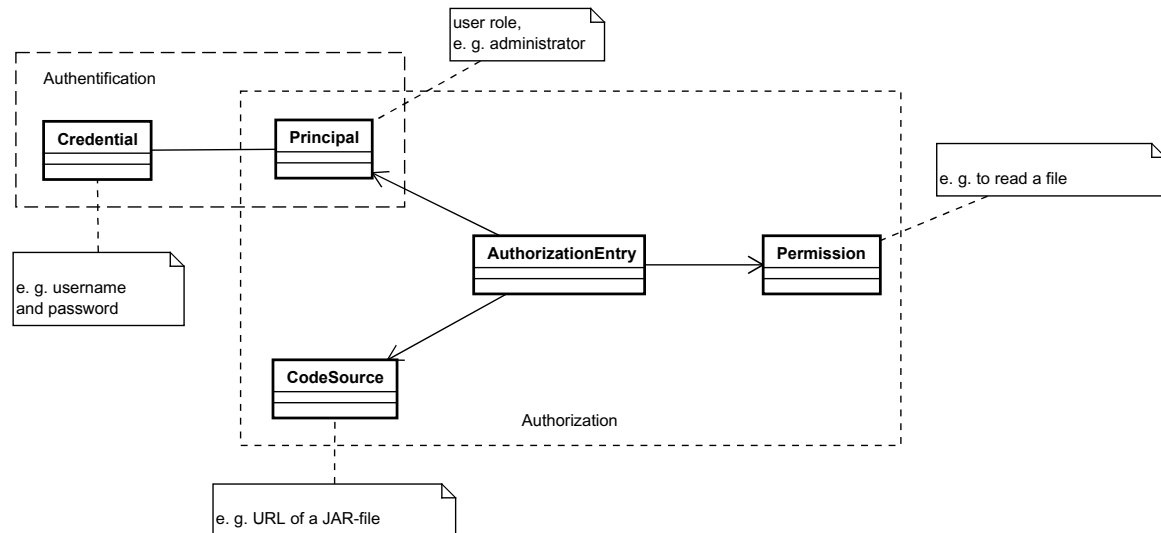 user role,
e. g. administrator
Authentification
Credential
Principal
e. g. to read a file
AuthorizationEntry
Permission
e. g. username
and password
CodeSource
Authorization
e. g. URL of a JAR-file